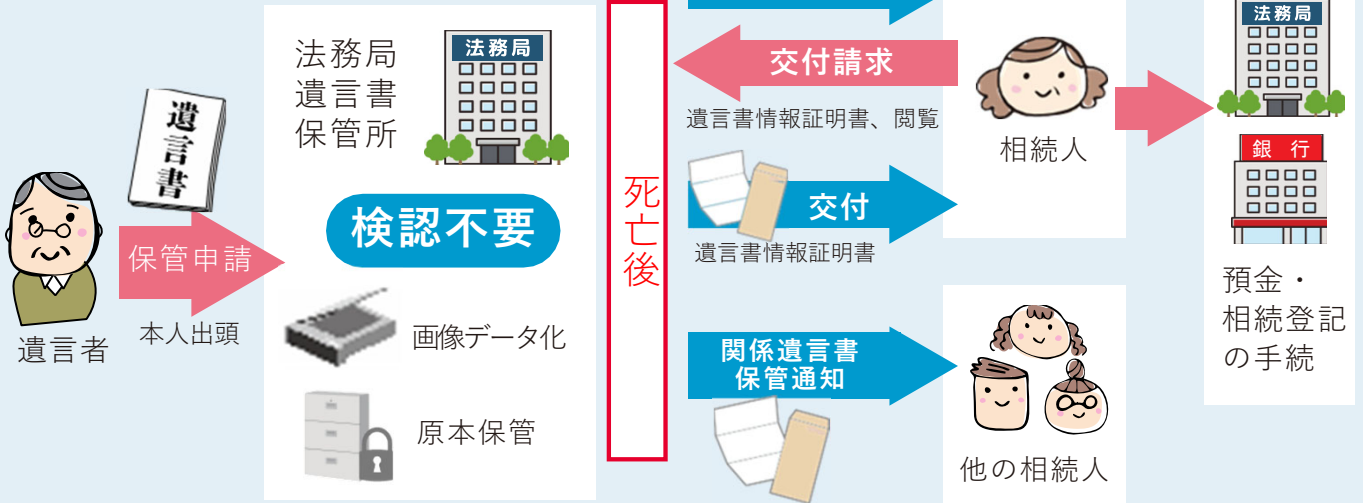 遺言書
遺言者
保管申請
本人出頭
法務局
遺言書
保管所
法務局
検認不要
画像データ化
原本保管
死亡後
交付請求
遺言書情報証明書、閲覧
相続人
交付
遺言書情報証明書
関係遺言書
保管通知
他の相続人
法務局
銀 行
預金・
相続登記
の手続